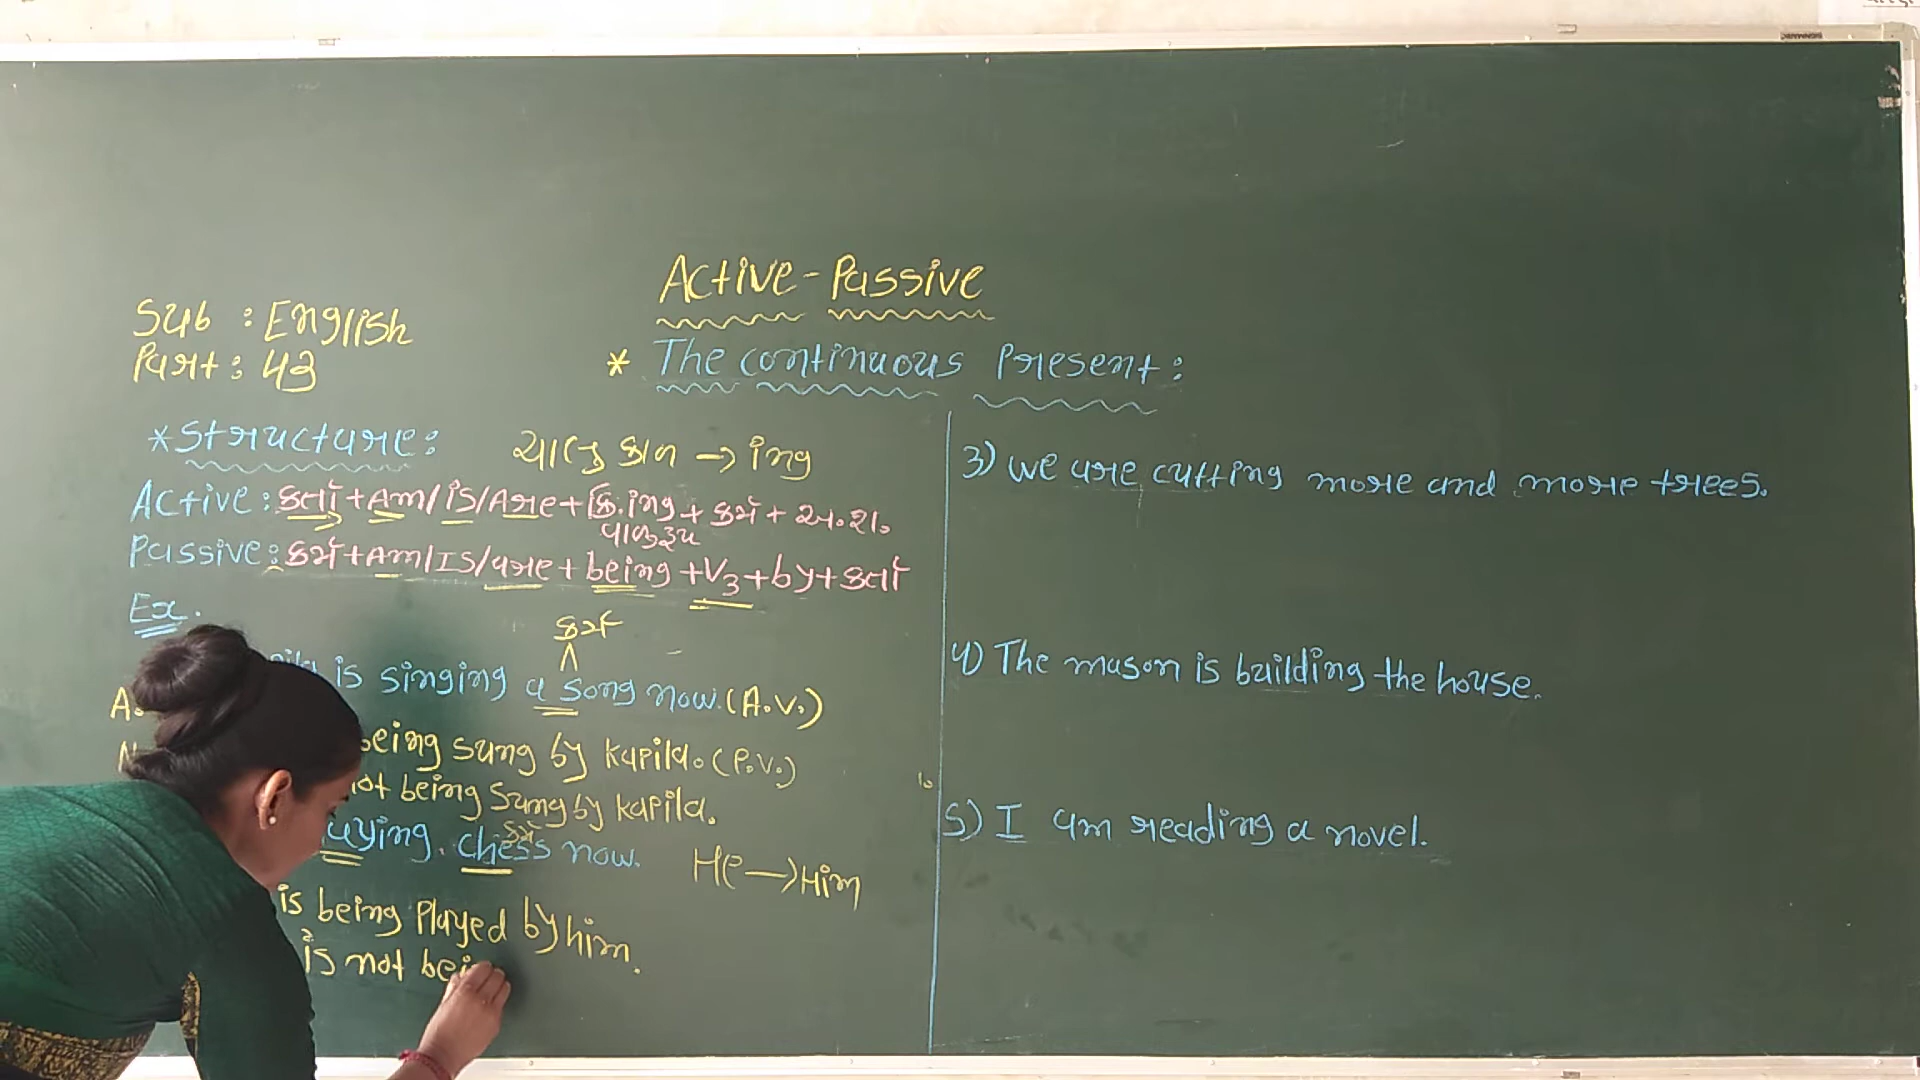 Active-Passive
Sub : English
Part : 43
* The continuous Present :
* Structure :
ચાલુ કાળ → ing
Active : કર્તા + Am/is/Are + ક્રિ.ing + કર્મ + અ.શ.
વાળુ રૂપ
Passive : કર્મ + Am/Is/are + being + V3 + by + કર્તા
Ex.
કર્મ
is singing a song now. (A.V.)
A.
being sung by kapila. (P.V.)
not being sung by kapila.
કર્મ
chess now.
He → Him
is being Played by him.
is not bei
3) we are cutting more and more trees.
4) The mason is building the house.
5) I am reading a novel.